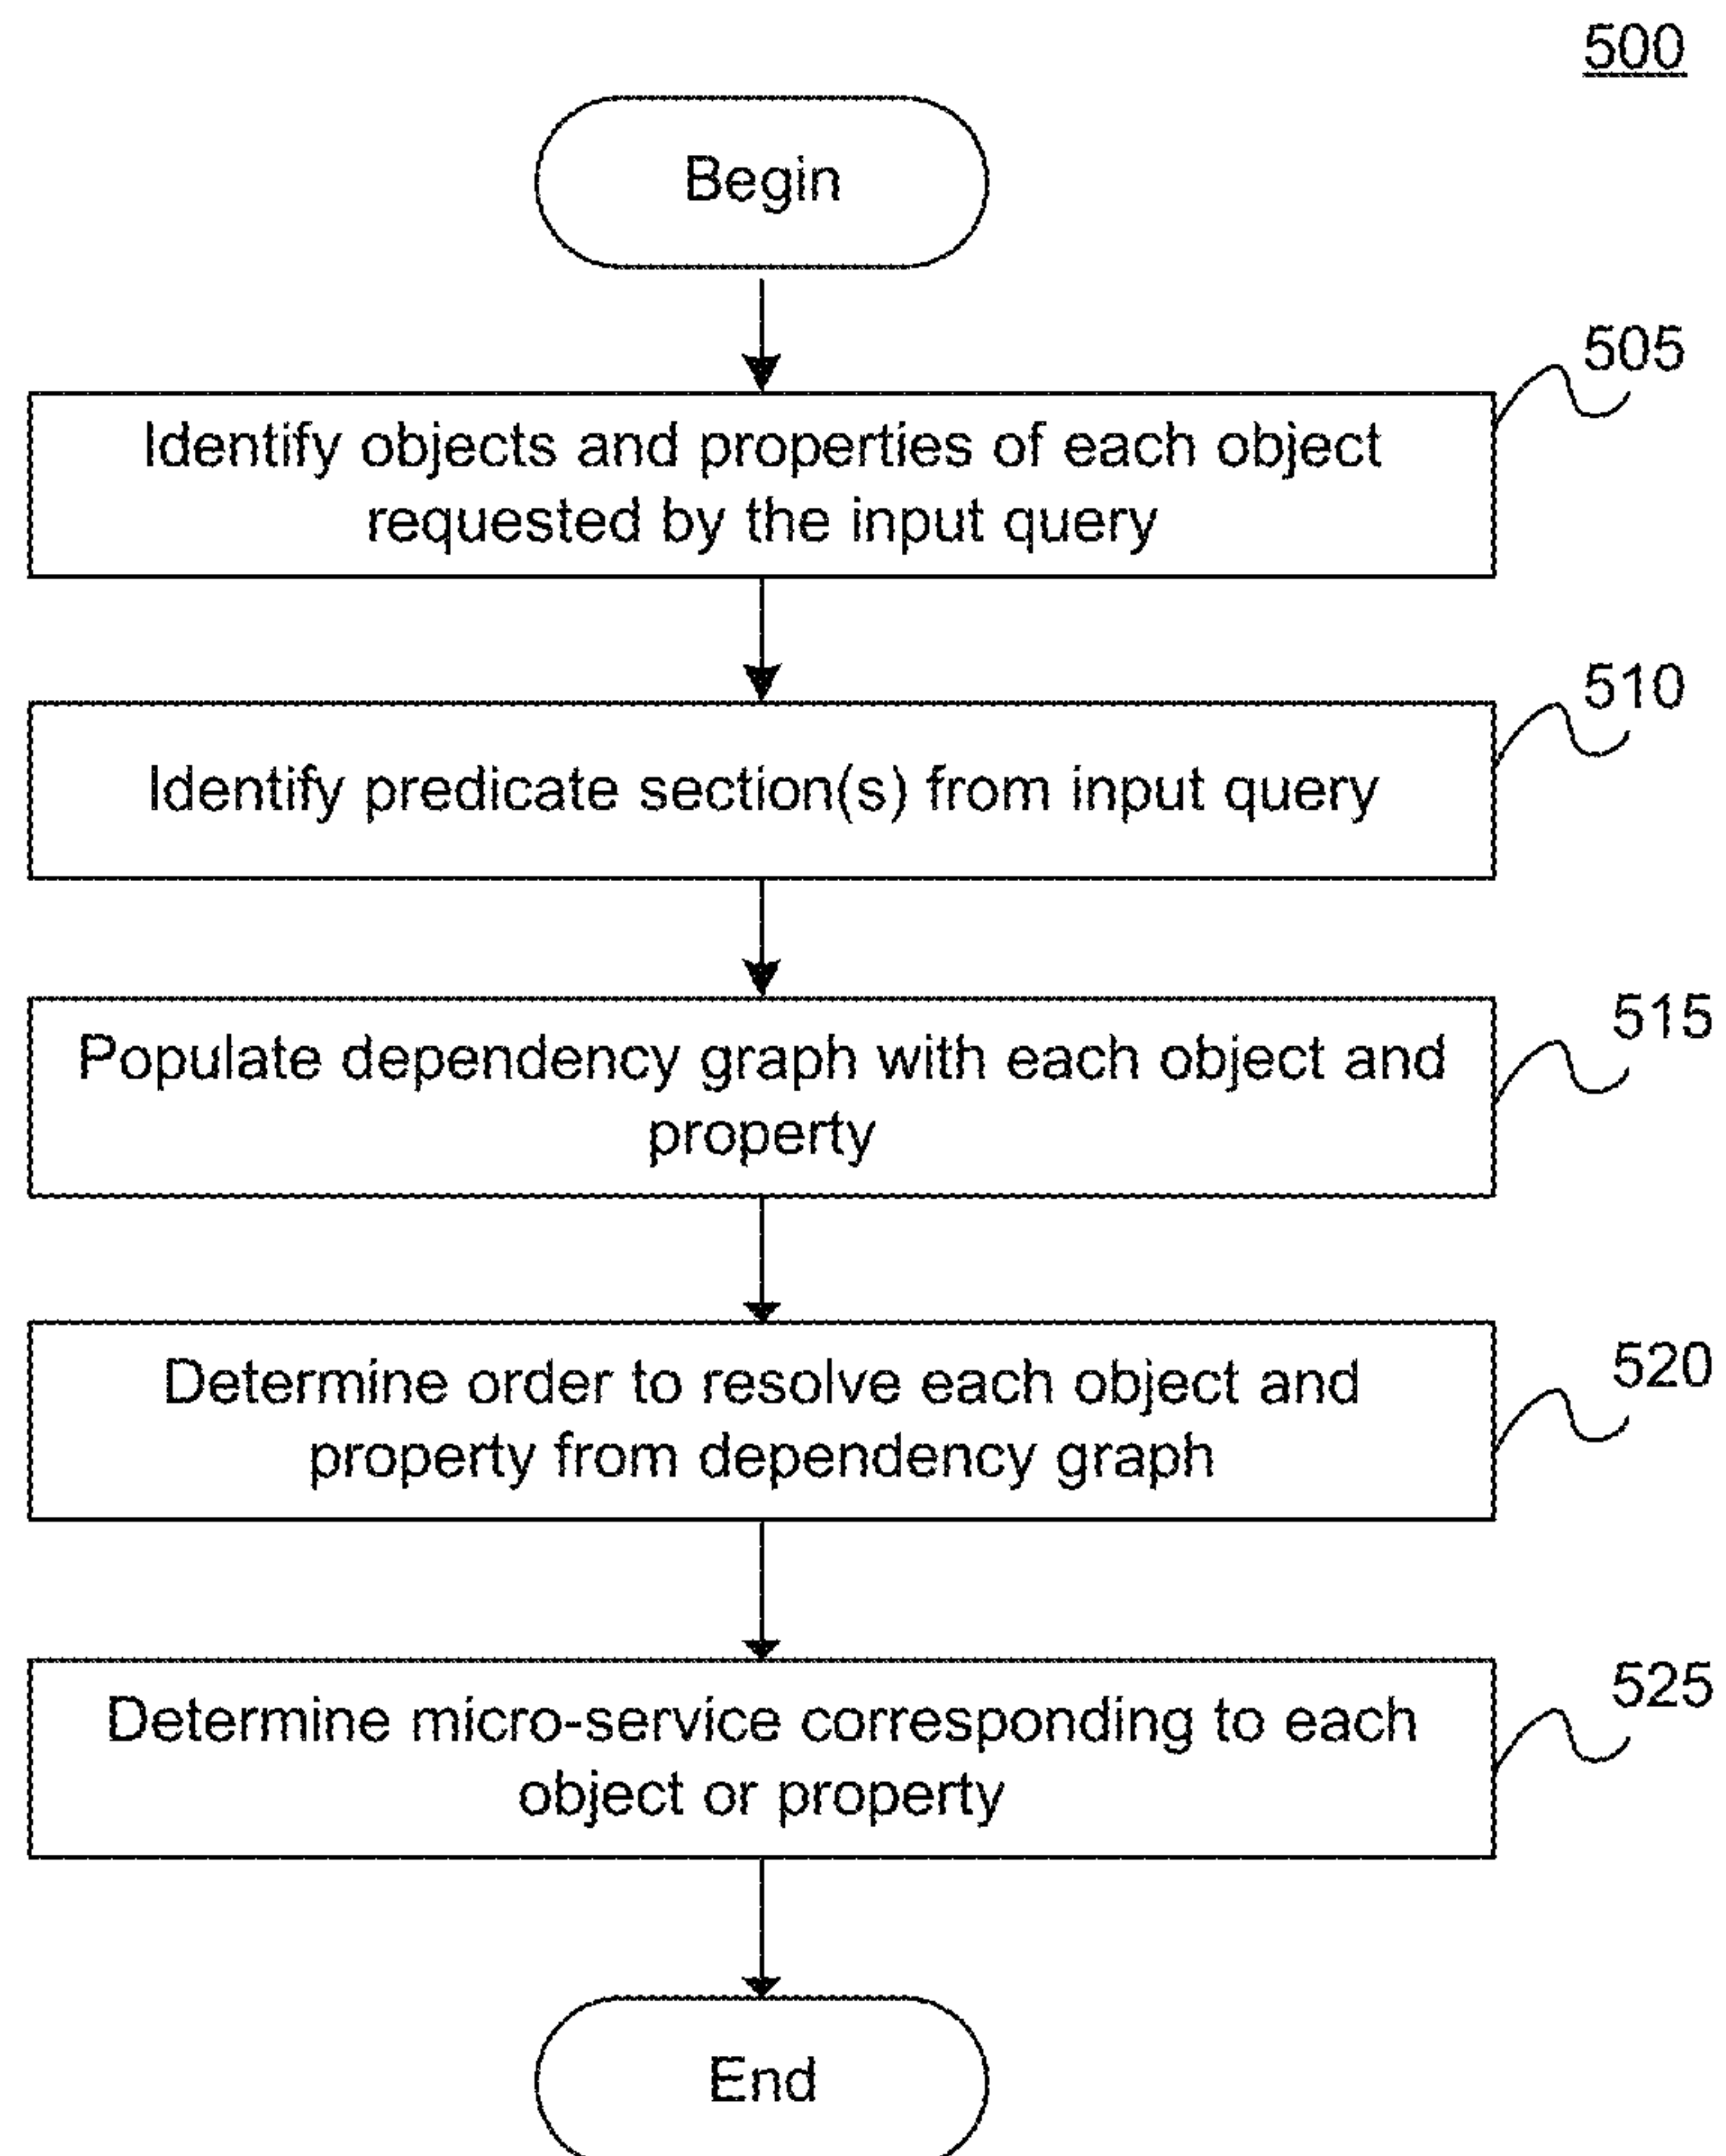 500
Begin
505
Identify objects and properties of each object
requested by the input query
510
Identify predicate section(s) from input query
515
Populate dependency graph with each object and
property
520
Determine order to resolve each object and
property from dependency graph
525
Determine micro-service corresponding to each
object or property
End